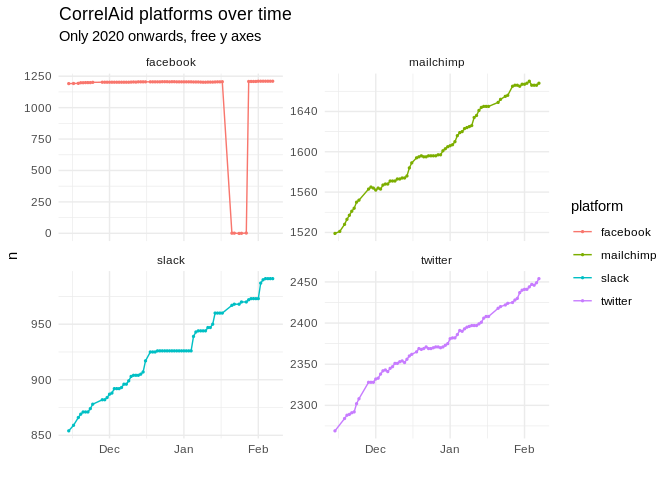 CorrelAid platforms over time
Only 2020 onwards, free y axes
facebook
mailchimp
1250
1000
750
500
250
0
1640
1600
1560
1520
n
slack
twitter
950
900
850
2450
2400
2350
2300
Dec
Jan
Feb
Dec
Jan
Feb
platform
facebook
mailchimp
slack
twitter